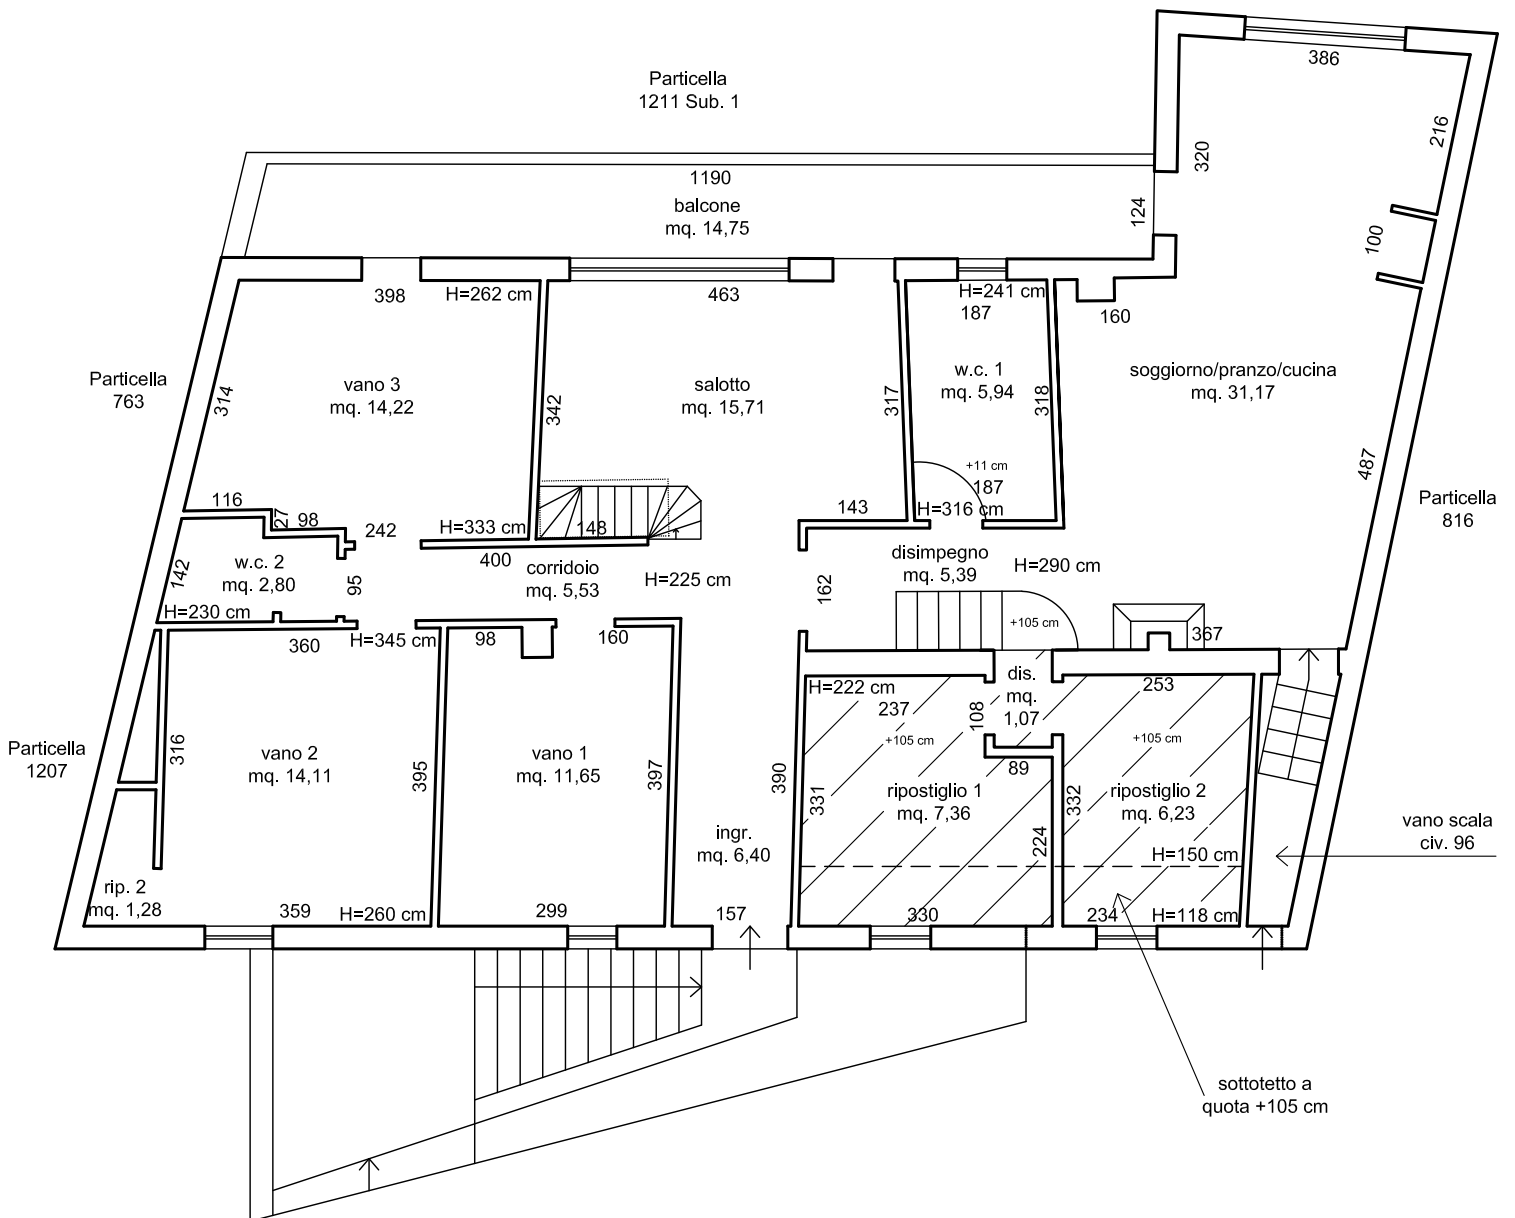 386
Particella
1211 Sub. 1
216
320
1190
balcone
mq. 14,75
124
100
398
H=262 cm
463
H=241 cm
187
160
Particella
763
314
vano 3
mq. 14,22
342
salotto
mq. 15,71
317
w.c. 1
mq. 5,94
318
soggiorno/pranzo/cucina
mq. 31,17
487
Particella
816
+11 cm
187
H=316 cm
116
27
98
242
H=333 cm
148
143
400
corridoio
mq. 5,53
H=225 cm
disimpegno
mq. 5,39
H=290 cm
142
w.c. 2
mq. 2,80
95
162
H=230 cm
+105 cm
360
H=345 cm
98
160
367
H=222 cm
237
+105 cm
108
dis.
mq.
1,07
253
+105 cm
Particella
1207
316
vano 2
mq. 14,11
395
vano 1
mq. 11,65
397
390
331
ripostiglio 1
mq. 7,36
89
332
ripostiglio 2
mq. 6,23
ingr.
mq. 6,40
224
H=150 cm
vano scala
civ. 96
rip. 2
mq. 1,28
359
H=260 cm
299
157
330
234
H=118 cm
sottotetto a
quota +105 cm